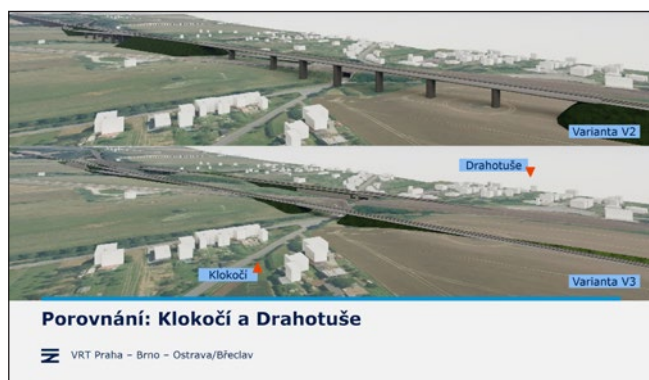 Varianta V2
Drahotuše
Klokočí
Varianta V3
Porovnání: Klokočí a Drahotuše
VRT Praha – Brno – Ostrava/Břeclav